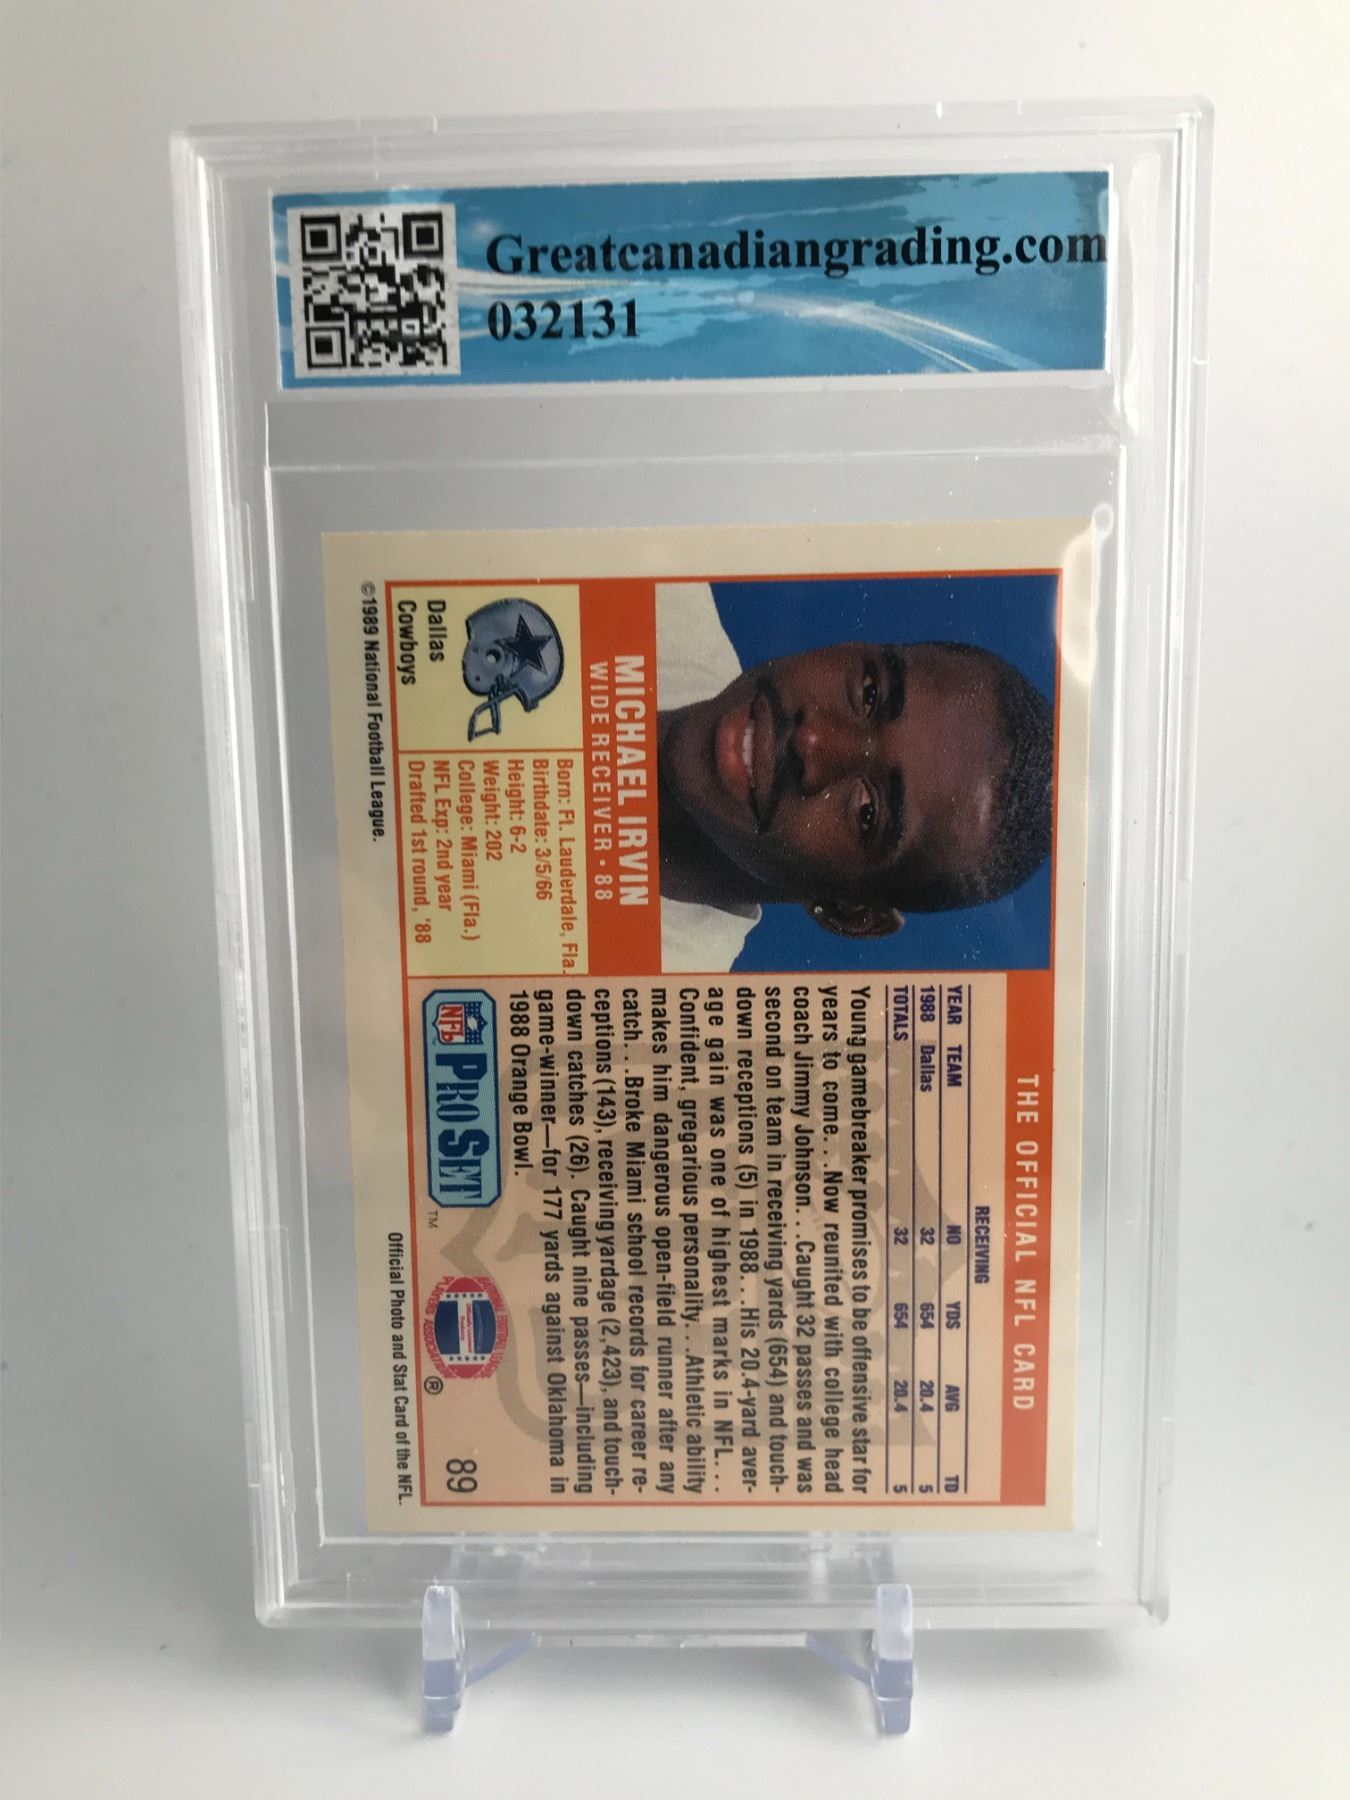 Greatcanadiangrading.com
032131
THE OFFICIAL NFL CARD
MICHAEL IRVIN
WIDE RECEIVER • 88
Dallas
Cowboys
Born: Ft. Lauderdale, Fla.
Birthdate: 3/5/66
Height: 6-2
Weight: 202
College: Miami (Fla.)
NFL Exp: 2nd year
Drafted 1st round, '88
RECEIVING
YEAR TEAM NO YDS AVG TD
1988 Dallas 32 654 20.4 5
TOTALS 32 654 20.4 5
Young gamebreaker promises to be offensive star for
years to come. . .Now reunited with college head
coach Jimmy Johnson. . .Caught 32 passes and was
second on team in receiving yards (654) and touch-
down receptions (5) in 1988. . .His 20.4-yard aver-
age gain was one of highest marks in NFL. . .
Confident, gregarious personality. . .Athletic ability
makes him dangerous open-field runner after any
catch. . .Broke Miami school records for career re-
ceptions (143), receiving yardage (2,423), and touch-
down catches (26). Caught nine passes—including
game-winner—for 177 yards against Oklahoma in
1988 Orange Bowl.
NFL PRO SET TM
NATIONAL FOOTBALL LEAGUE
PLAYERS ASSOCIATION
®
89
©1989 National Football League.
Official Photo and Stat Card of the NFL.